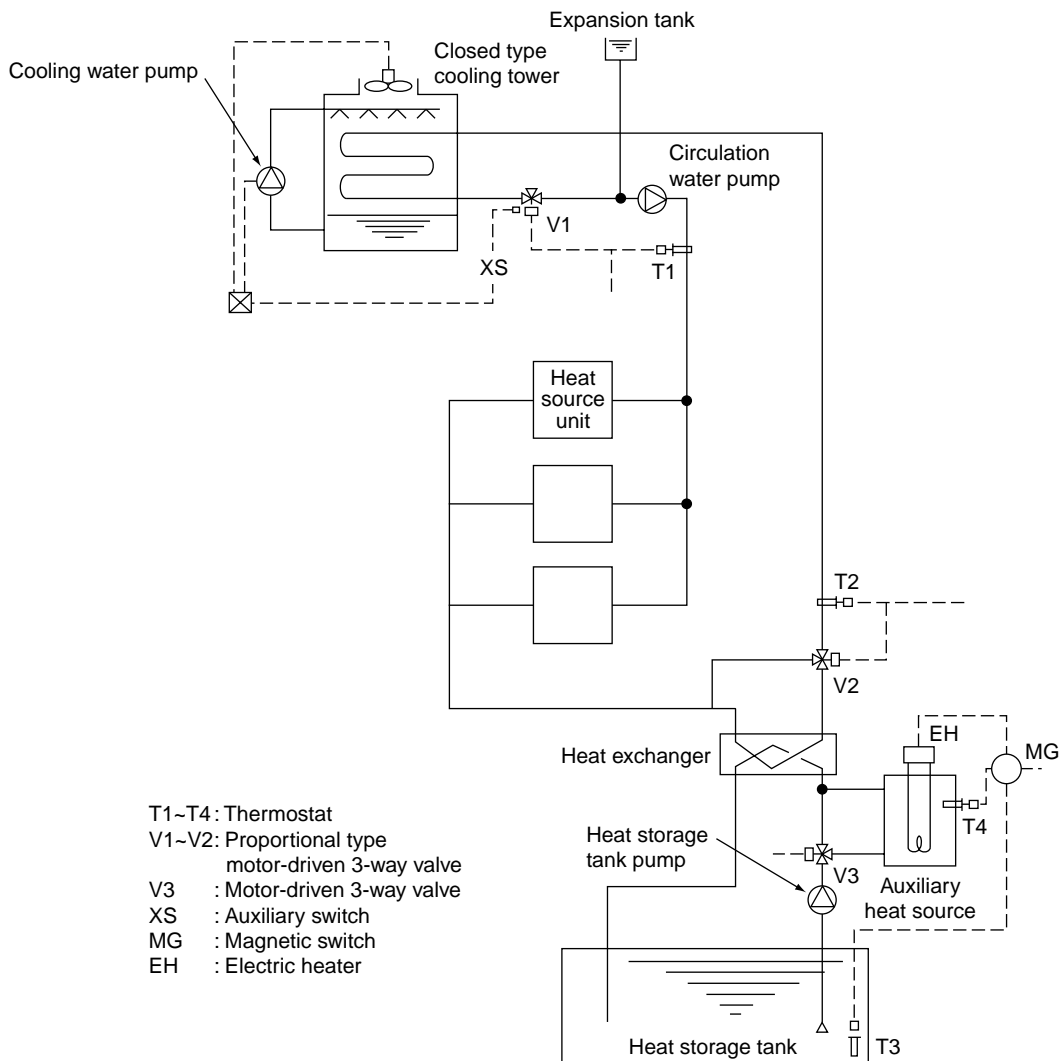 Expansion tank
Closed type
cooling tower
Cooling water pump
Circulation
water pump
V1
XS
T1
Heat
source
unit
T2
V2
EH
MG
Heat exchanger
T4
T1~T4 : Thermostat
V1~V2 : Proportional type
motor-driven 3-way valve
V3 : Motor-driven 3-way valve
XS : Auxiliary switch
MG : Magnetic switch
EH : Electric heater
Heat storage
tank pump
V3
Auxiliary
heat source
Heat storage tank
T3